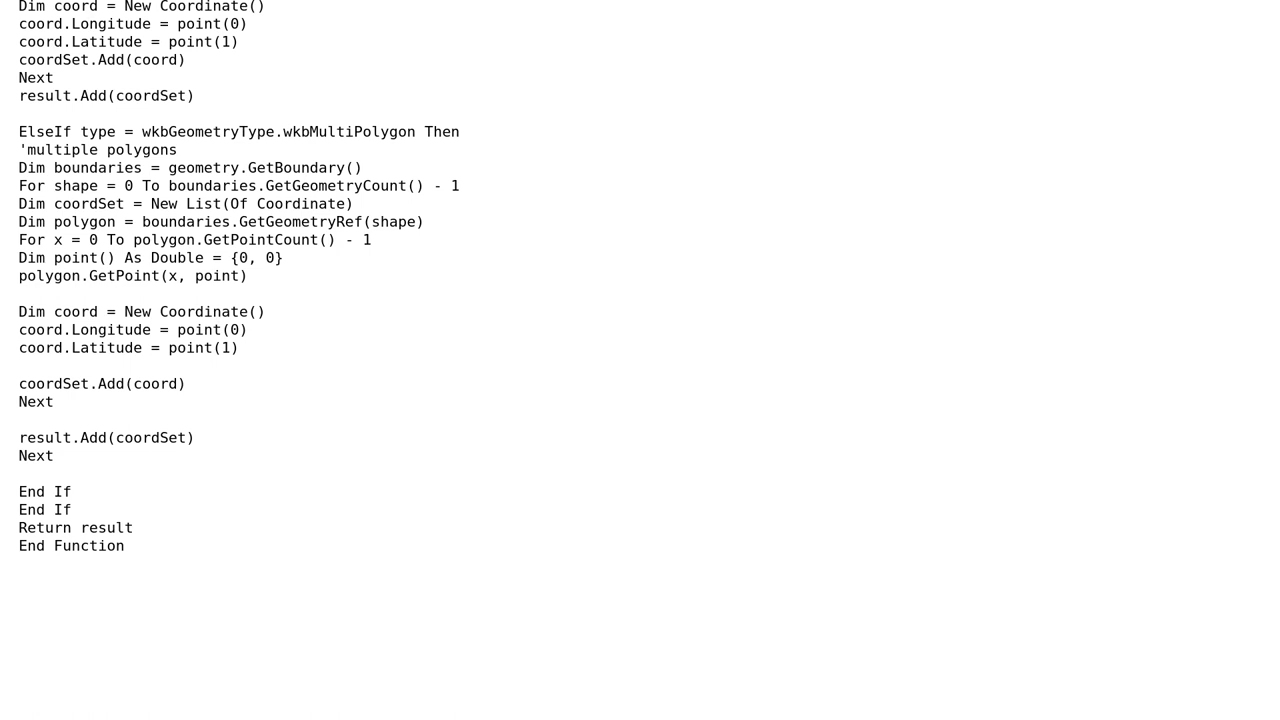 Dim coord = New Coordinate()
coord.Longitude = point(0)
coord.Latitude = point(1)
coordSet.Add(coord)
Next
result.Add(coordSet)

ElseIf type = wkbGeometryType.wkbMultiPolygon Then
'multiple polygons
Dim boundaries = geometry.GetBoundary()
For shape = 0 To boundaries.GetGeometryCount() - 1
Dim coordSet = New List(Of Coordinate)
Dim polygon = boundaries.GetGeometryRef(shape)
For x = 0 To polygon.GetPointCount() - 1
Dim point() As Double = {0, 0}
polygon.GetPoint(x, point)

Dim coord = New Coordinate()
coord.Longitude = point(0)
coord.Latitude = point(1)

coordSet.Add(coord)
Next

result.Add(coordSet)
Next

End If
End If
Return result
End Function